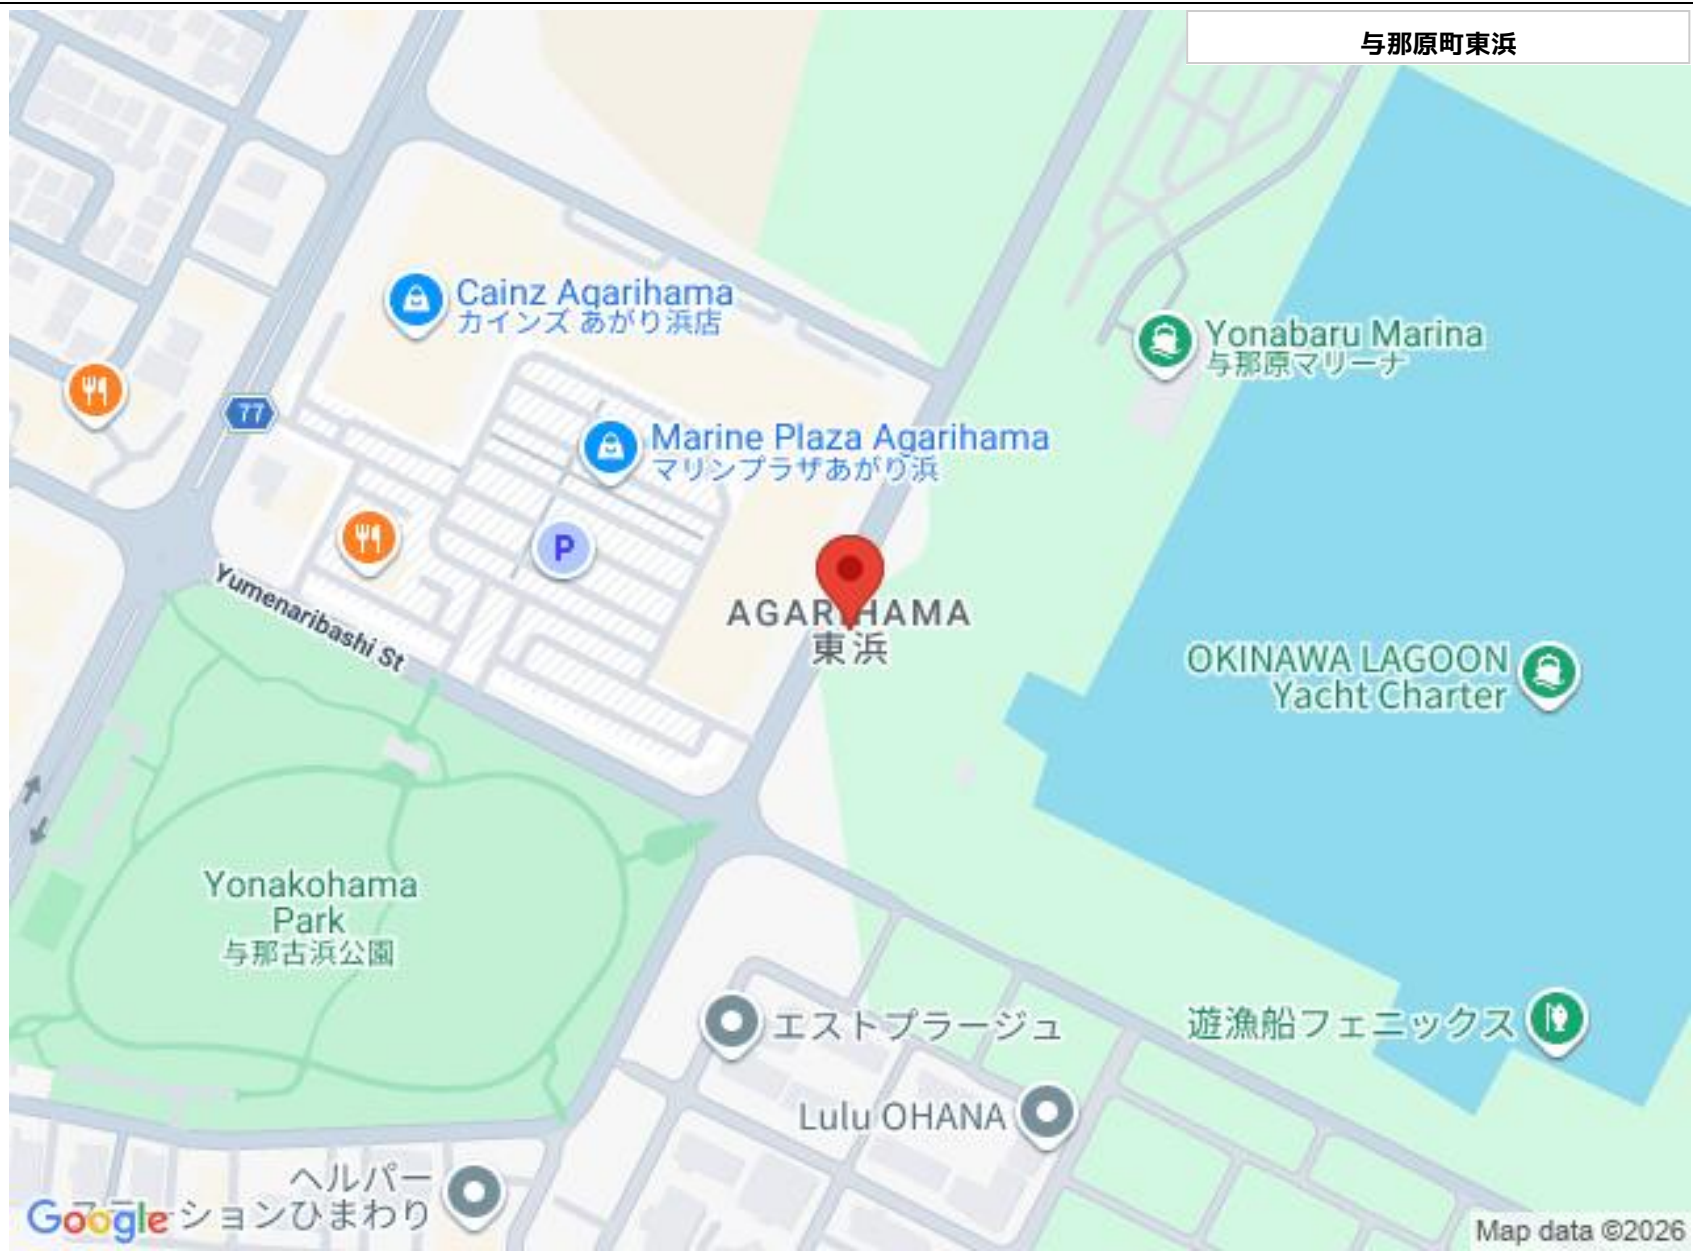 与那原町東浜
Cainz Agarihama
カインズ あがり浜店
Yonabaru Marina
与那原マリーナ
77
Marine Plaza Agarihama
マリンプラザあがり浜
P
Yumenaribashi St
AGARIHAMA
東浜
OKINAWA LAGOON
Yacht Charter
Yonakohama
Park
与那古浜公園
エストプラージュ
遊漁船フェニックス
Lulu OHANA
ヘルパー
ションひまわり
Google
Map data ©2026